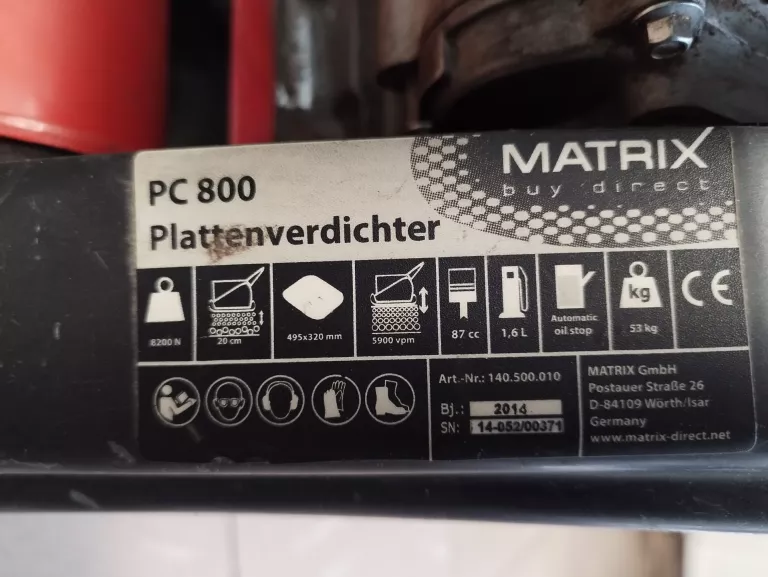 MATRIX
buy direct
PC 800
Plattenverdichter
8200 N
20 cm
495x320 mm
5900 vpm
87 cc
1,6 L
Automatic
oil stop
kg
53 kg
CE
Art.-Nr.: 140.500.010
Bj.: 2014
SN: 14-052/00371
MATRIX GmbH
Postauer Straße 26
D-84109 Wörth/Isar
Germany
www.matrix-direct.net